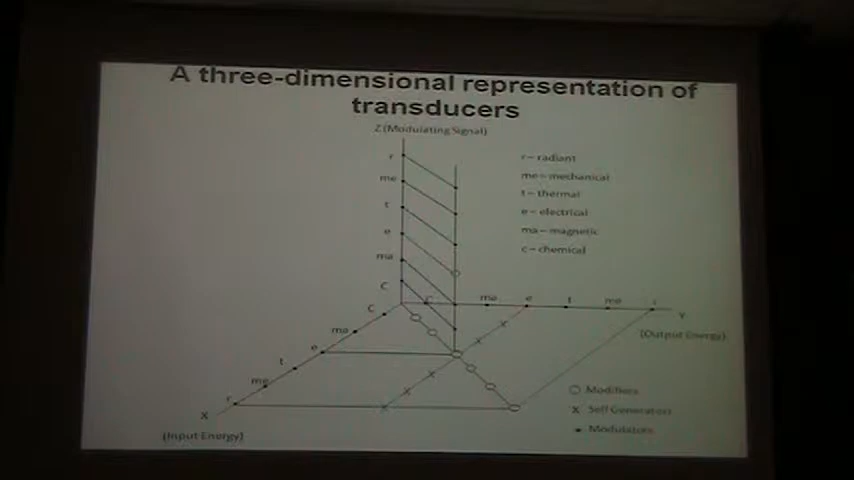 A three-dimensional representation of
transducers
Z (Modulating Signal)
r
me
t
e
ma
C
r – radiant
me – mechanical
t – thermal
e – electrical
ma – magnetic
c – chemical
C
ma
e
t
me
r
X
(Input Energy)
C
ma
e
t
me
r
Y
(Output Energy)
Modifiers
X Self Generators
Modulators